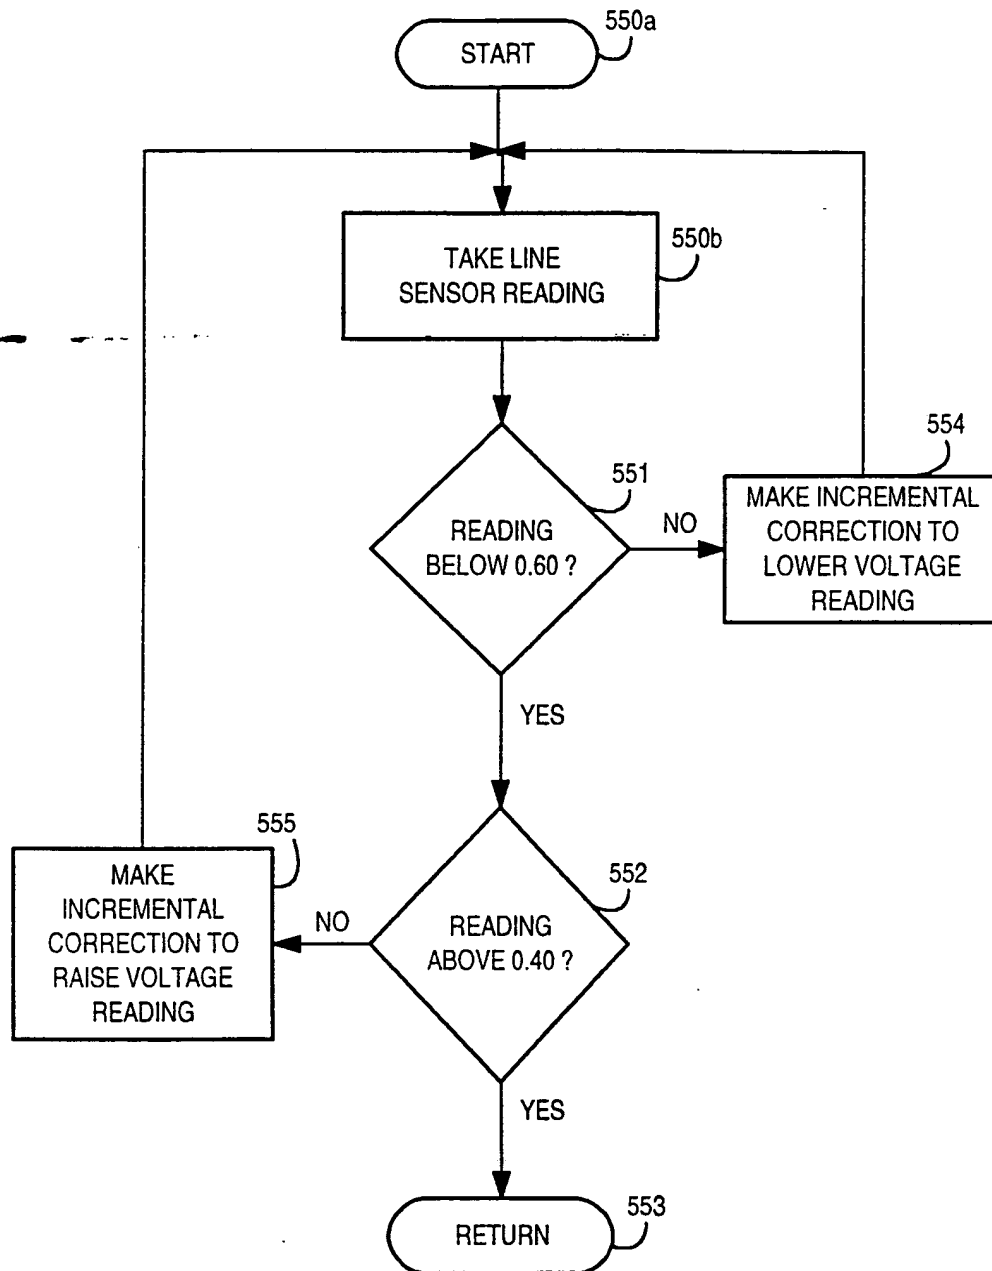 550a
START
550b
TAKE LINE
SENSOR READING
554
551
READING
BELOW 0.60 ?
NO
MAKE INCREMENTAL
CORRECTION TO
LOWER VOLTAGE
READING
YES
555
MAKE
INCREMENTAL
CORRECTION TO
RAISE VOLTAGE
READING
NO
552
READING
ABOVE 0.40 ?
YES
553
RETURN